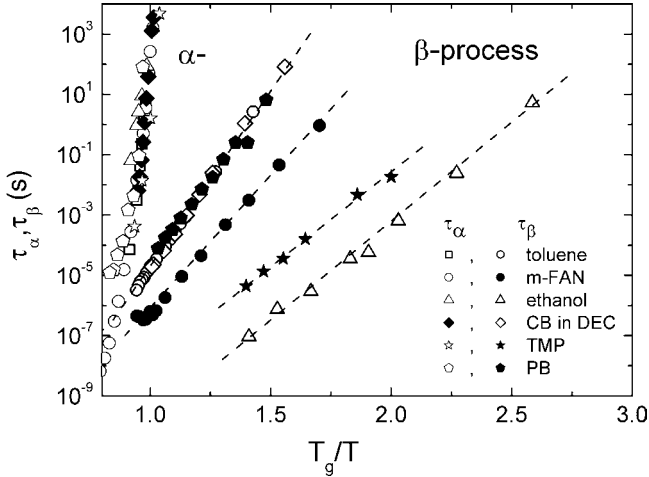 α-
β-process
τα, τβ (s)
10³
10¹
10⁻¹
10⁻³
10⁻⁵
10⁻⁷
10⁻⁹
τα τβ
, toluene
, m-FAN
, ethanol
, CB in DEC
, TMP
, PB
1.0 1.5 2.0 2.5 3.0
Tg/T